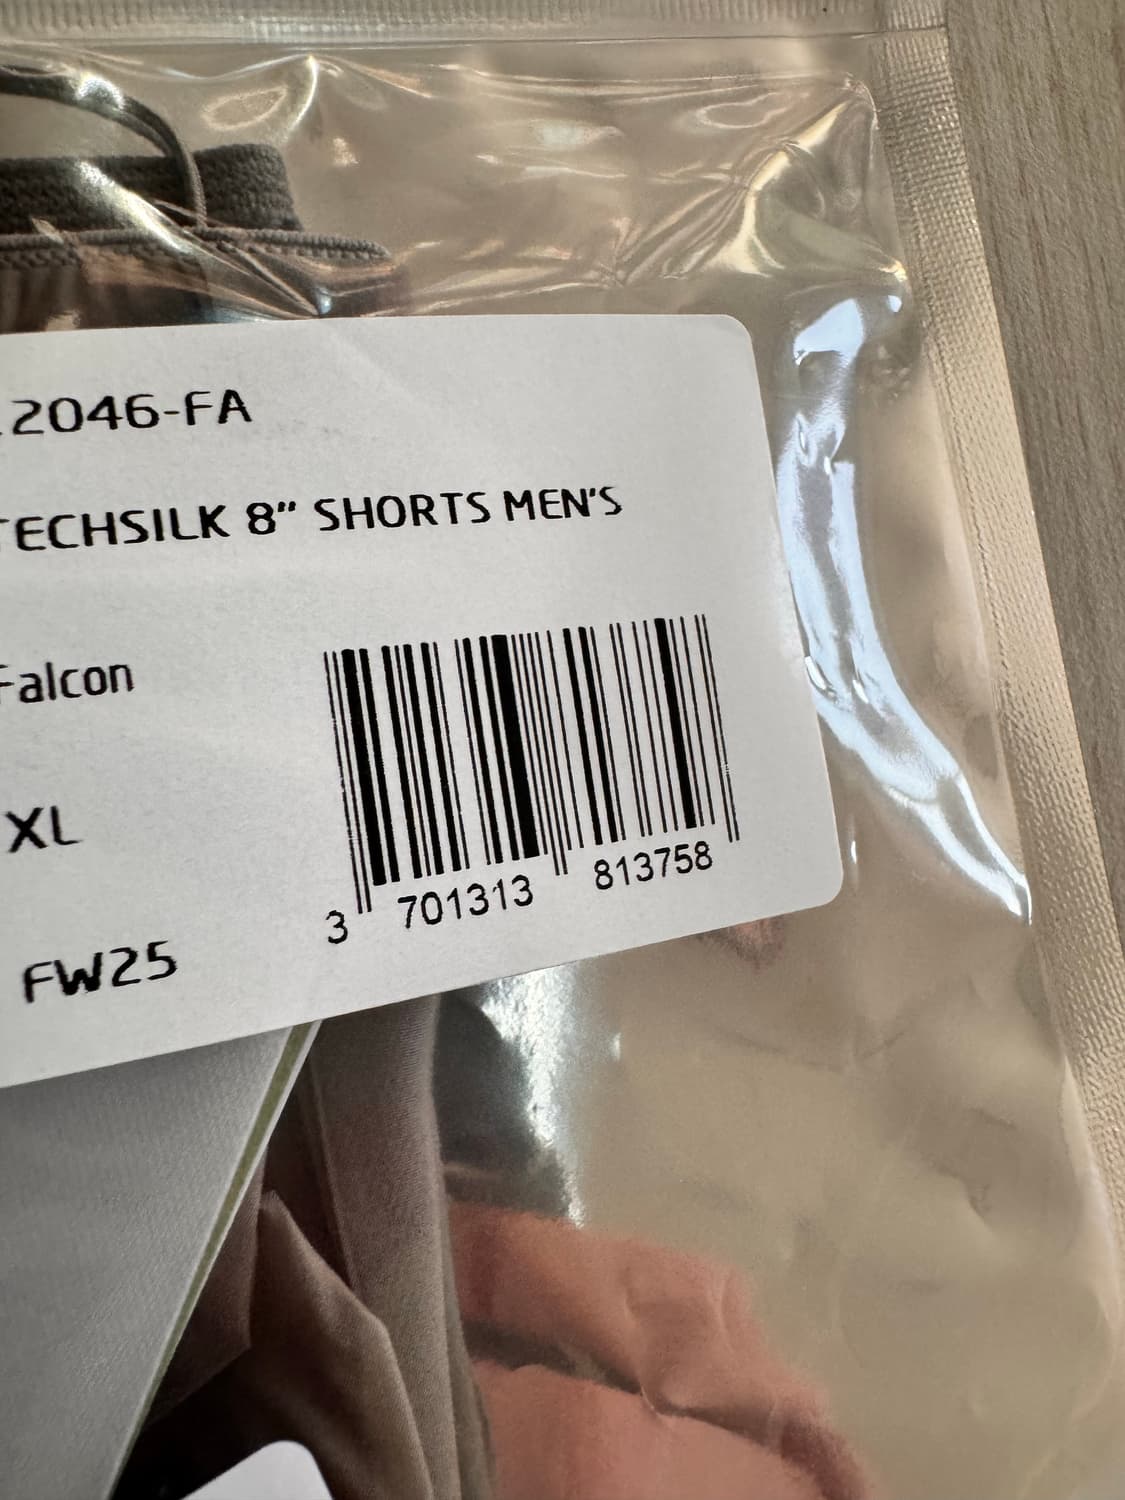 2046-FA
TECHSILK 8” SHORTS MEN'S
Falcon
XL
FW25
3 701313 813758